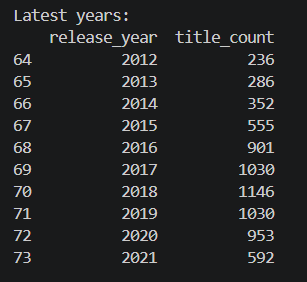 Latest years:
    release_year  title_count
64          2012          236
65          2013          286
66          2014          352
67          2015          555
68          2016          901
69          2017         1030
70          2018         1146
71          2019         1030
72          2020          953
73          2021          592